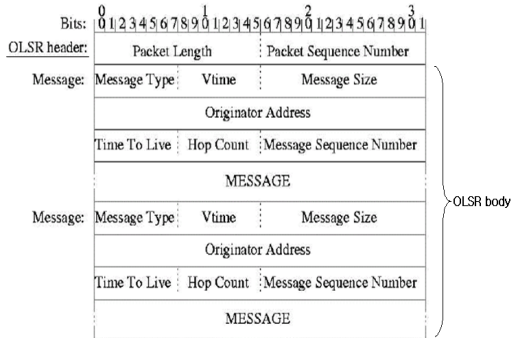 0 1 2 3
Bits: 0 1 2 3 4 5 6 7 8 9 0 1 2 3 4 5 6 7 8 9 0 1 2 3 4 5 6 7 8 9 0 1
OLSR header: Packet Length Packet Sequence Number
Message: Message Type Vtime Message Size
Originator Address
Time To Live Hop Count Message Sequence Number
MESSAGE
OLSR body
Message: Message Type Vtime Message Size
Originator Address
Time To Live Hop Count Message Sequence Number
MESSAGE